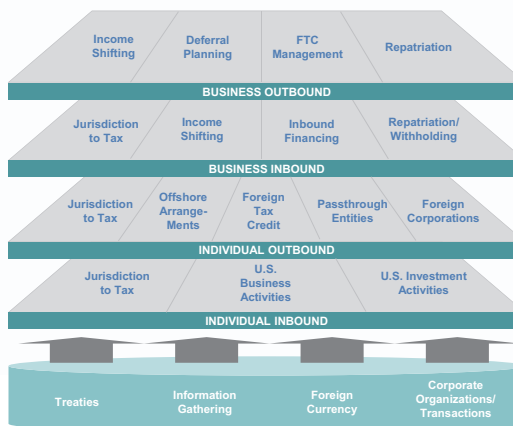 Income
Shifting
Deferral
Planning
FTC
Management
Repatriation
BUSINESS OUTBOUND
Jurisdiction
to Tax
Income
Shifting
Inbound
Financing
Repatriation/
Withholding
BUSINESS INBOUND
Jurisdiction
to Tax
Offshore
Arrange-
Ments
Foreign
Tax
Credit
Passthrough
Entities
Foreign
Corporations
INDIVIDUAL OUTBOUND
Jurisdiction
to Tax
U.S.
Business
Activities
U.S. Investment
Activities
INDIVIDUAL INBOUND
Treaties
Information
Gathering
Foreign
Currency
Corporate
Organizations/
Transactions